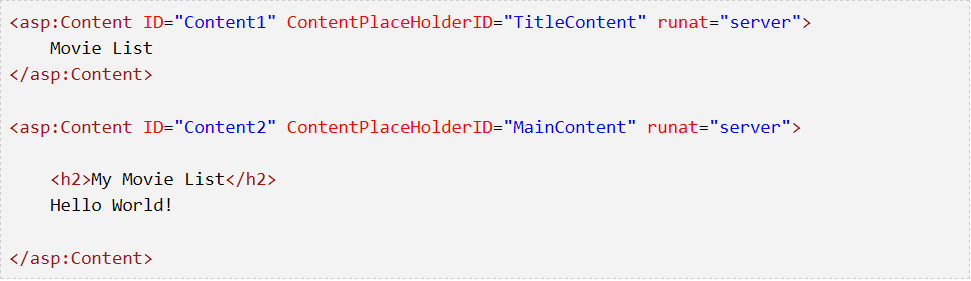 <asp:Content ID="Content1" ContentPlaceHolderID="TitleContent" runat="server">
    Movie List
</asp:Content>

<asp:Content ID="Content2" ContentPlaceHolderID="MainContent" runat="server">

    <h2>My Movie List</h2>
    Hello World!

</asp:Content>